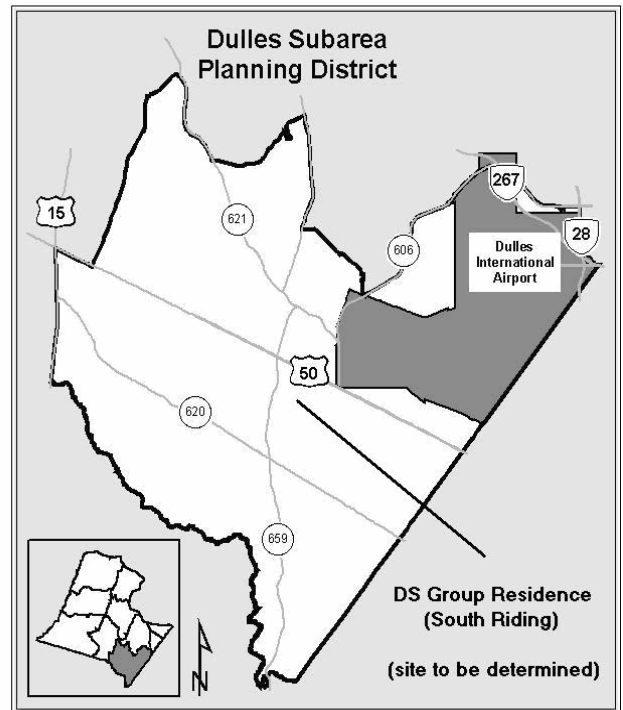 Dulles Subarea
Planning District
267
15
621
28
606
Dulles
International
Airport
50
620
659
DS Group Residence
(South Riding)
(site to be determined)
N